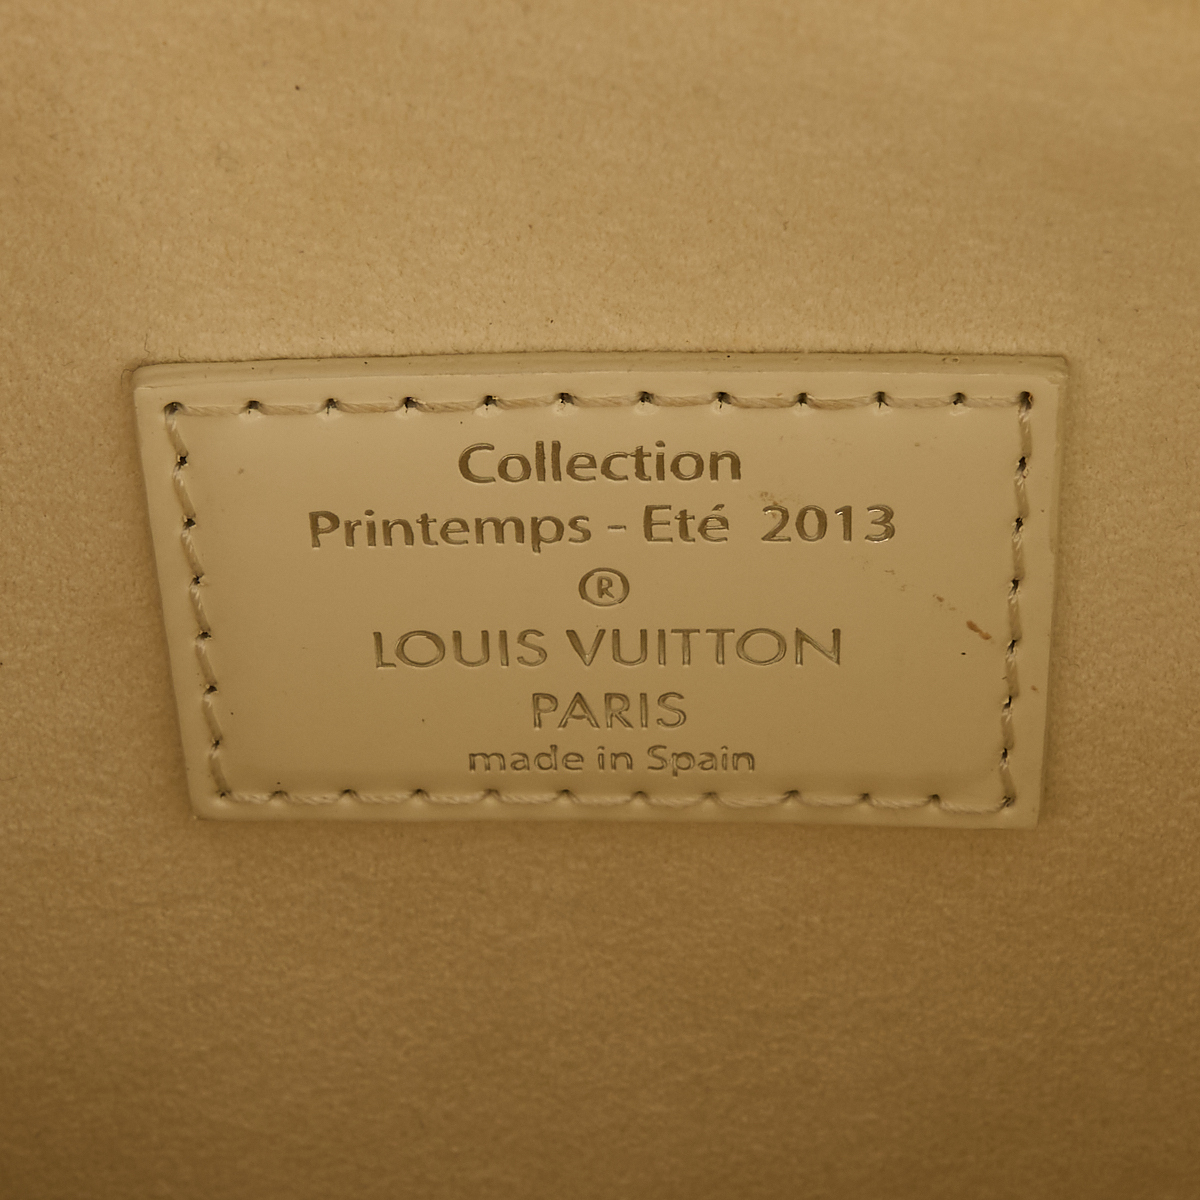 Collection
Printemps - Eté 2013
®
LOUIS VUITTON
PARIS
made in Spain